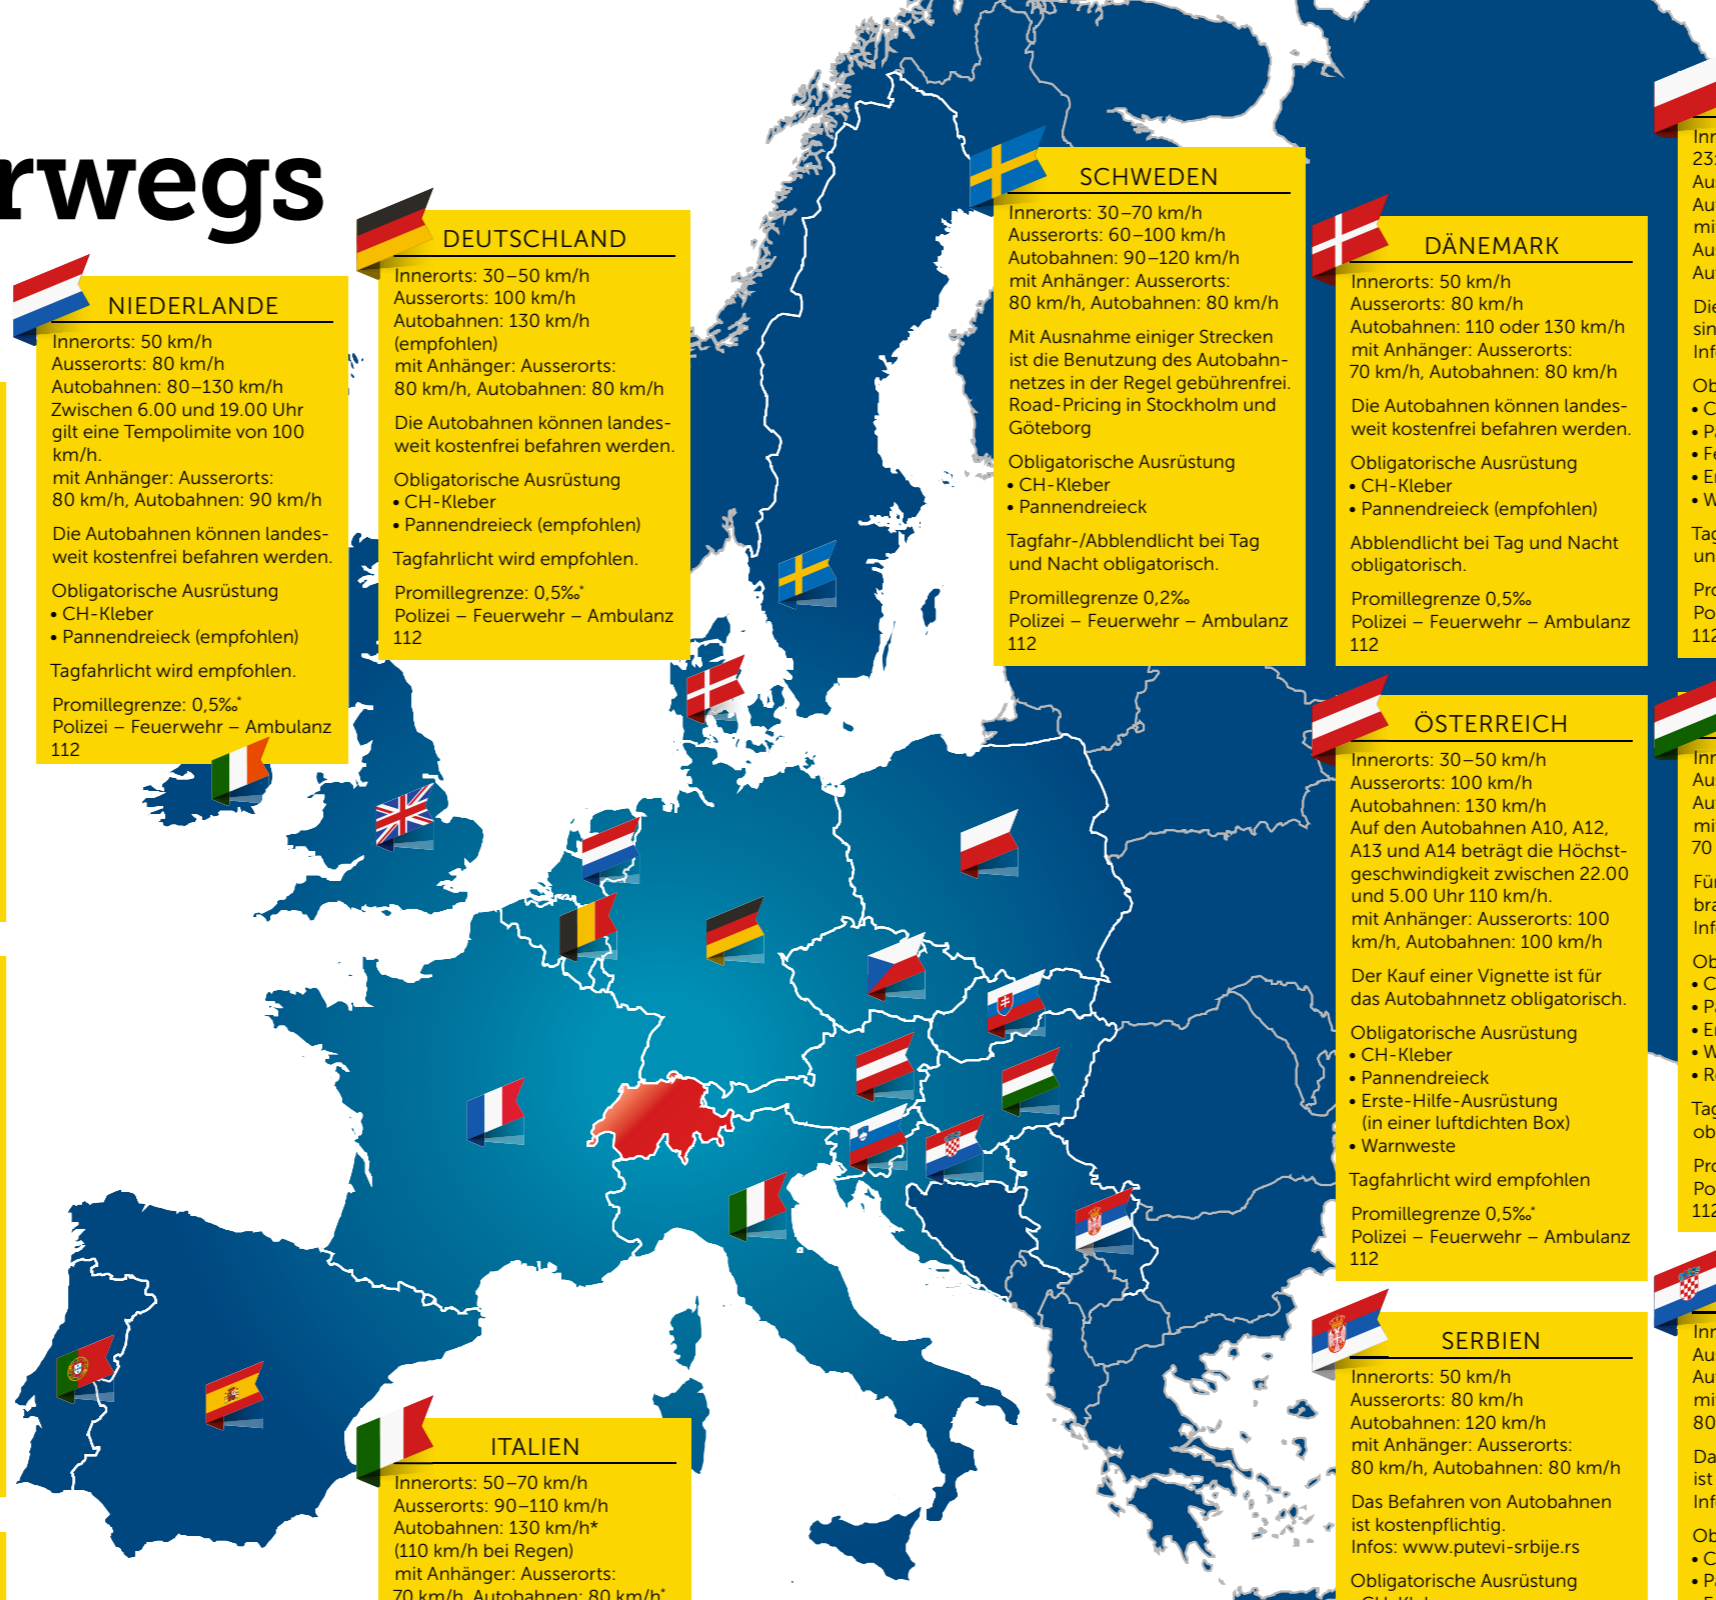 rwegs
NIEDERLANDE
Innerorts: 50 km/h
Ausserorts: 80 km/h
Autobahnen: 80–130 km/h
Zwischen 6.00 und 19.00 Uhr
gilt eine Tempolimite von 100
km/h.
mit Anhänger: Ausserorts:
80 km/h, Autobahnen: 90 km/h
Die Autobahnen können landes-
weit kostenfrei befahren werden.
Obligatorische Ausrüstung
• CH-Kleber
• Pannendreieck (empfohlen)
Tagfahrlicht wird empfohlen.
Promillegrenze: 0,5‰*
Polizei – Feuerwehr – Ambulanz
112
DEUTSCHLAND
Innerorts: 30–50 km/h
Ausserorts: 100 km/h
Autobahnen: 130 km/h
(empfohlen)
mit Anhänger: Ausserorts:
80 km/h, Autobahnen: 80 km/h
Die Autobahnen können landes-
weit kostenfrei befahren werden.
Obligatorische Ausrüstung
• CH-Kleber
• Pannendreieck (empfohlen)
Tagfahrlicht wird empfohlen.
Promillegrenze: 0,5‰*
Polizei – Feuerwehr – Ambulanz
112
SCHWEDEN
Innerorts: 30–70 km/h
Ausserorts: 60–100 km/h
Autobahnen: 90–120 km/h
mit Anhänger: Ausserorts:
80 km/h, Autobahnen: 80 km/h
Mit Ausnahme einiger Strecken
ist die Benutzung des Autobahn-
netzes in der Regel gebührenfrei.
Road-Pricing in Stockholm und
Göteborg
Obligatorische Ausrüstung
• CH-Kleber
• Pannendreieck
Tagfahr-/Abblendlicht bei Tag
und Nacht obligatorisch.
Promillegrenze 0,2‰
Polizei – Feuerwehr – Ambulanz
112
DÄNEMARK
Innerorts: 50 km/h
Ausserorts: 80 km/h
Autobahnen: 110 oder 130 km/h
mit Anhänger: Ausserorts:
70 km/h, Autobahnen: 80 km/h
Die Autobahnen können landes-
weit kostenfrei befahren werden.
Obligatorische Ausrüstung
• CH-Kleber
• Pannendreieck (empfohlen)
Abblendlicht bei Tag und Nacht
obligatorisch.
Promillegrenze 0,5‰
Polizei – Feuerwehr – Ambulanz
112
ÖSTERREICH
Innerorts: 30–50 km/h
Ausserorts: 100 km/h
Autobahnen: 130 km/h
Auf den Autobahnen A10, A12,
A13 und A14 beträgt die Höchst-
geschwindigkeit zwischen 22.00
und 5.00 Uhr 110 km/h.
mit Anhänger: Ausserorts: 100
km/h, Autobahnen: 100 km/h
Der Kauf einer Vignette ist für
das Autobahnnetz obligatorisch.
Obligatorische Ausrüstung
• CH-Kleber
• Pannendreieck
• Erste-Hilfe-Ausrüstung
(in einer luftdichten Box)
• Warnweste
Tagfahrlicht wird empfohlen
Promillegrenze 0,5‰*
Polizei – Feuerwehr – Ambulanz
112
SERBIEN
Innerorts: 50 km/h
Ausserorts: 80 km/h
Autobahnen: 120 km/h
mit Anhänger: Ausserorts:
80 km/h, Autobahnen: 80 km/h
Das Befahren von Autobahnen
ist kostenpflichtig.
Infos: www.putevi-srbije.rs
Obligatorische Ausrüstung
ITALIEN
Innerorts: 50–70 km/h
Ausserorts: 90–110 km/h
Autobahnen: 130 km/h*
(110 km/h bei Regen)
mit Anhänger: Ausserorts:
70 km/h, Autobahnen: 80 km/h*